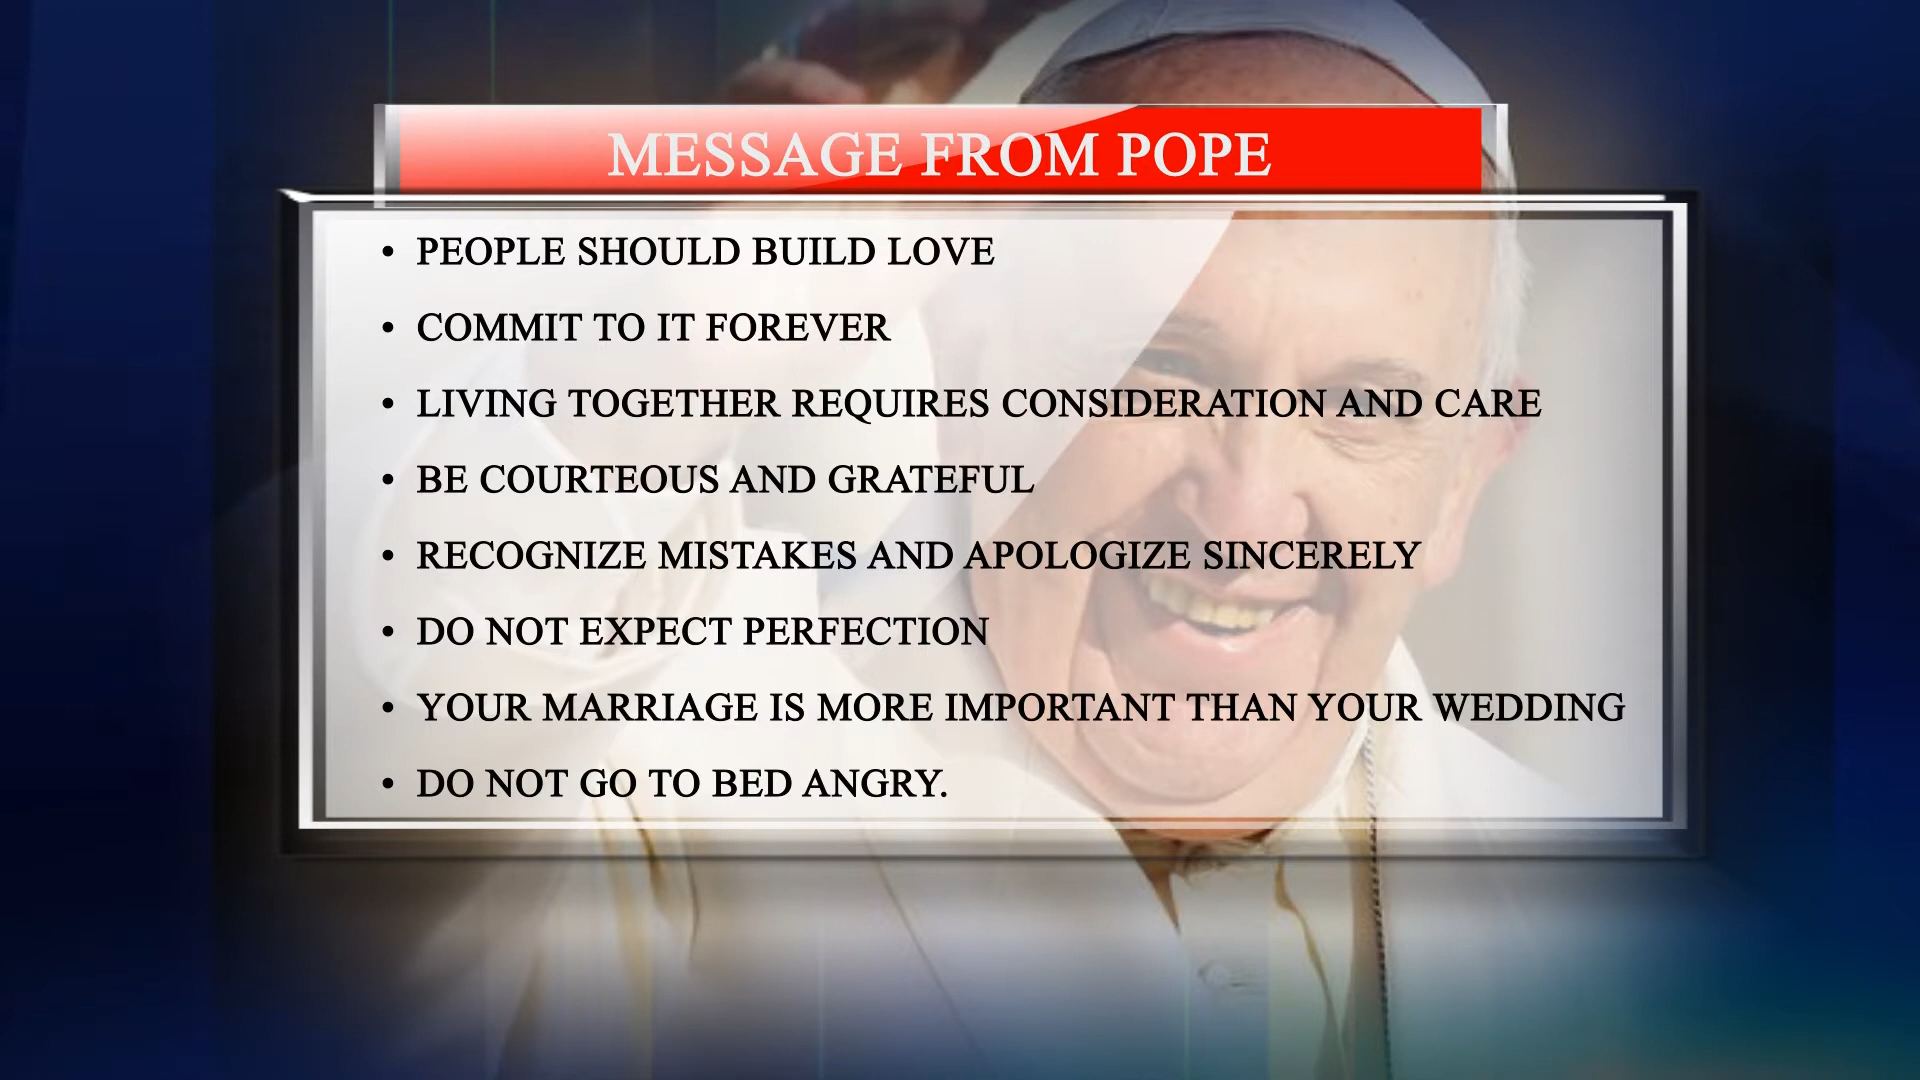 MESSAGE FROM POPE
• PEOPLE SHOULD BUILD LOVE
• COMMIT TO IT FOREVER
• LIVING TOGETHER REQUIRES CONSIDERATION AND CARE
• BE COURTEOUS AND GRATEFUL
• RECOGNIZE MISTAKES AND APOLOGIZE SINCERELY
• DO NOT EXPECT PERFECTION
• YOUR MARRIAGE IS MORE IMPORTANT THAN YOUR WEDDING
• DO NOT GO TO BED ANGRY.